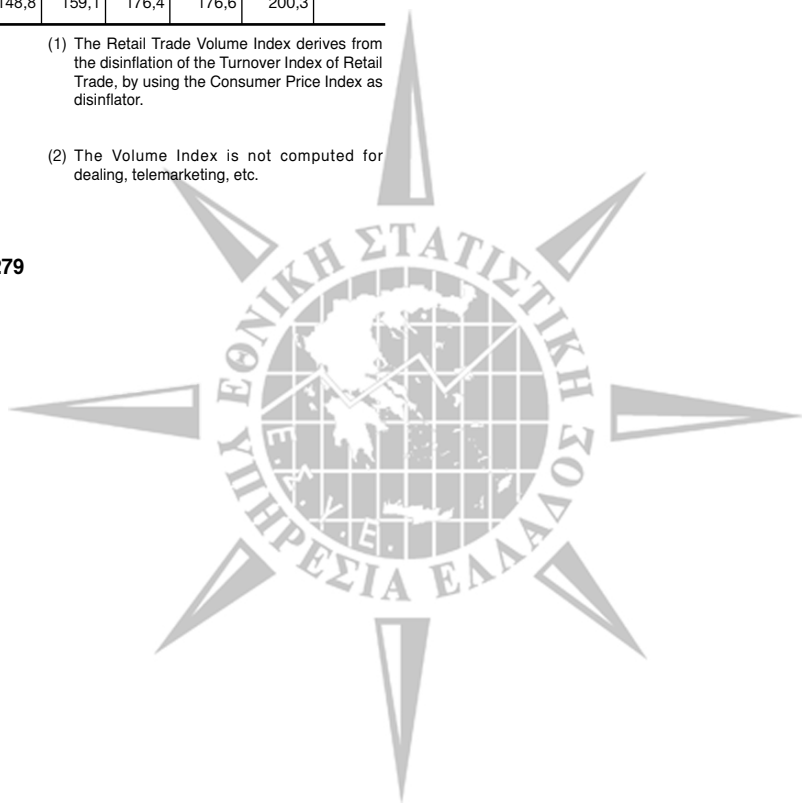 148,8 159,1 176,4 176,6 200,3
(1) The Retail Trade Volume Index derives from
the disinflation of the Turnover Index of Retail
Trade, by using the Consumer Price Index as
disinflator.
(2) The Volume Index is not computed for
dealing, telemarketing, etc.
279
ΕΘΝΙΚΗ ΣΤΑΤΙΣΤΙΚΗ
ΥΠΗΡΕΣΙΑ ΕΛΛΑΔΟΣ
Ε.Σ.Υ.Ε.